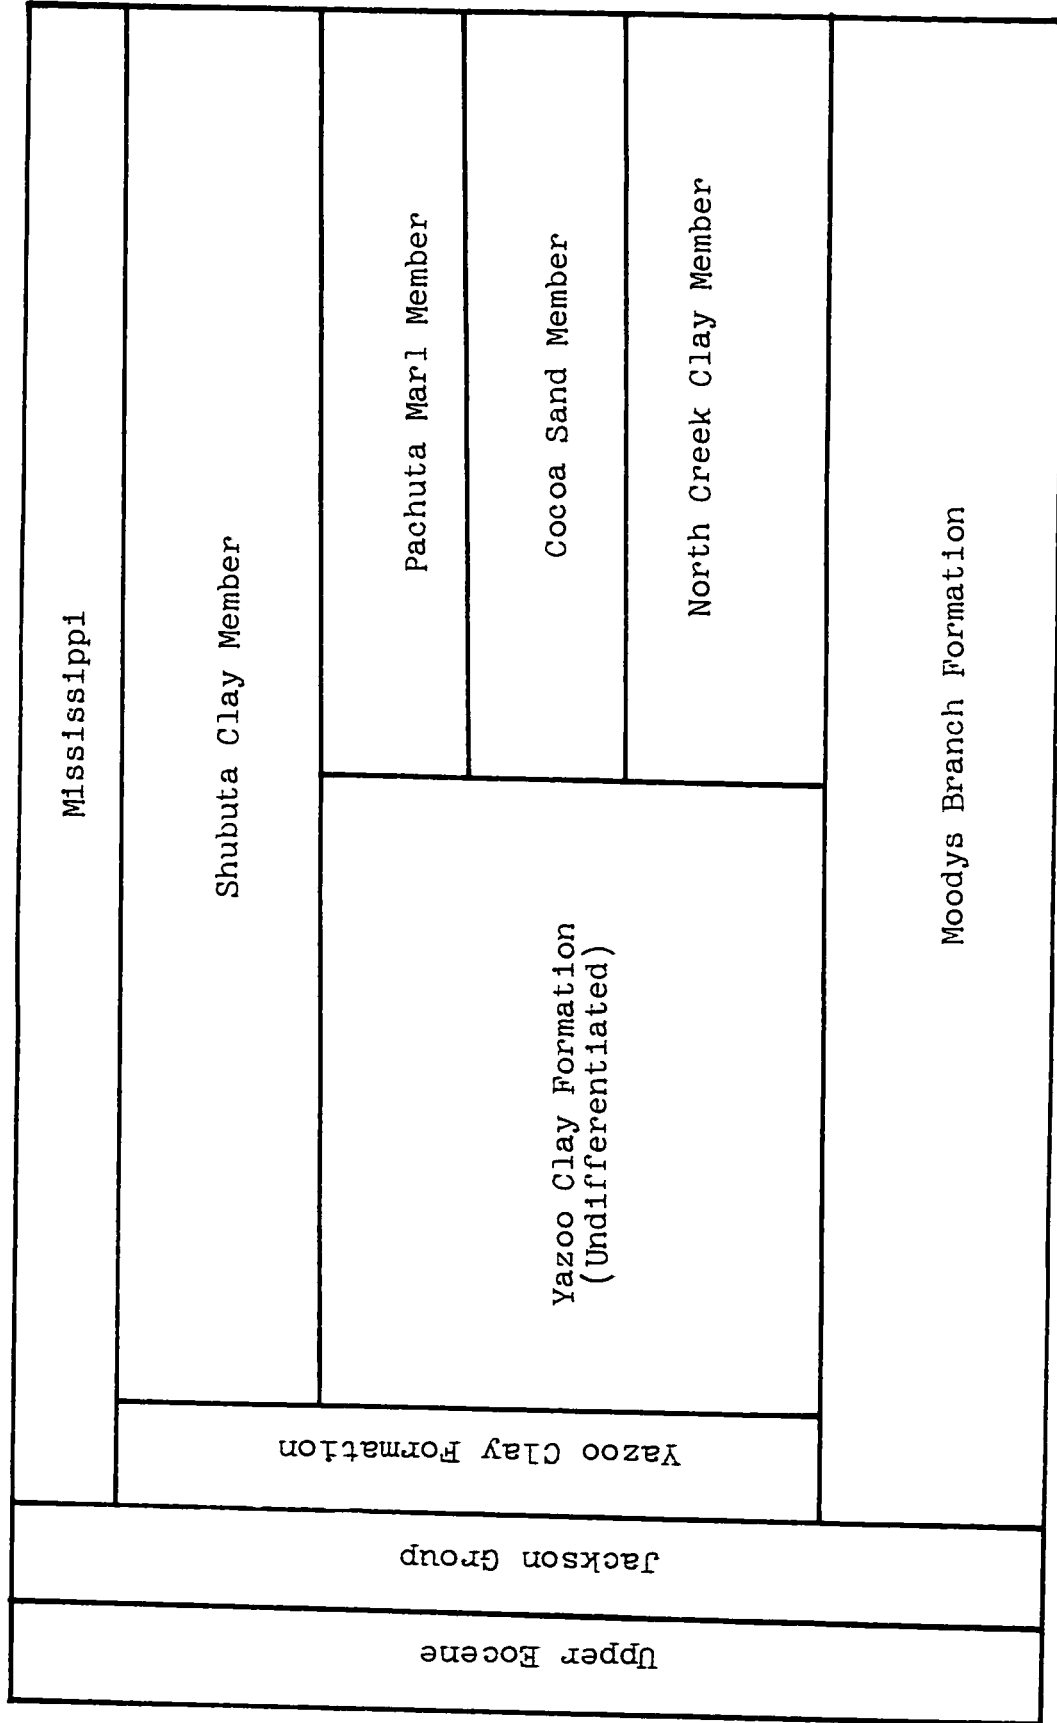 Mississippi
Shubuta Clay Member
Pachuta Marl Member
Cocoa Sand Member
North Creek Clay Member
Yazoo Clay Formation
(Undifferentiated)
Moodys Branch Formation
Yazoo Clay Formation
Jackson Group
Upper Eocene